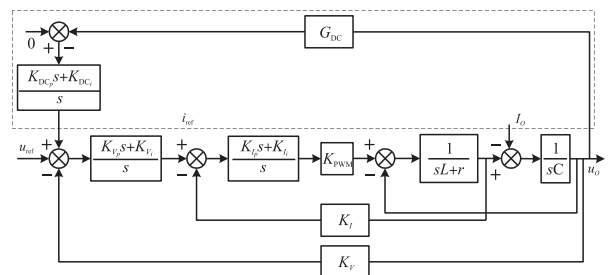 0
+
−
G_DC
K_DCp s+K_DCi
s
i_ref
I_O
u_ref
+
−
K_Vp s+K_Vi
s
+
−
K_Ip s+K_Ii
s
K_PWM
+
−
1
sL+r
−
+
1
sC
u_O
K_I
K_V